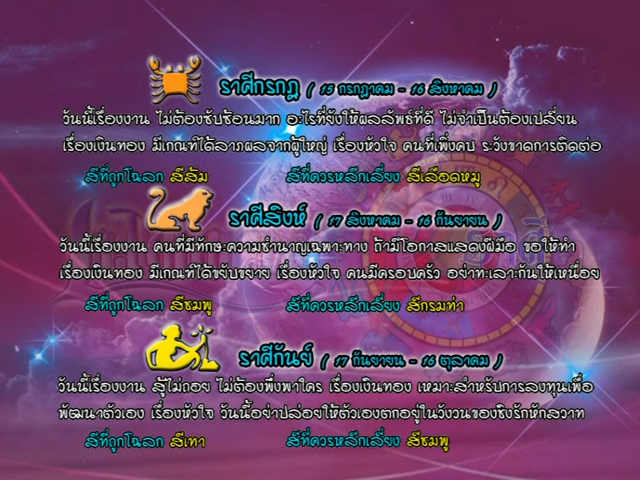 ราศีกรกฎ ( 15 กรกฎาคม - 16 สิงหาคม )
วันนี้เรื่องงาน ไม่ต้องซับซ้อนมาก อะไรที่ยังให้ผลลัพธ์ที่ดี ไม่จำเป็นต้องเปลี่ยน
เรื่องเงินทอง มีเกณฑ์ได้ลาภผลจากผู้ใหญ่ เรื่องหัวใจ คนที่เพิ่งคบ ระวังขาดการติดต่อ
สีที่ถูกโฉลก สีส้ม สีที่ควรหลีกเลี่ยง สีเลือดหมู
ราศีสิงห์ ( 17 สิงหาคม - 16 กันยายน )
วันนี้เรื่องงาน คนที่มีทักษะความชำนาญเฉพาะทาง ถ้ามีโอกาสแสดงฝีมือ ขอให้ทำ
เรื่องเงินทอง มีเกณฑ์ได้ขยับขยาย เรื่องหัวใจ คนมีครอบครัว อย่าทะเลาะกันให้เหนื่อย
สีที่ถูกโฉลก สีชมพู สีที่ควรหลีกเลี่ยง สีกรมท่า
ราศีกันย์ ( 17 กันยายน - 16 ตุลาคม )
วันนี้เรื่องงาน สู้ไม่ถอย ไม่ต้องพึ่งพาใคร เรื่องเงินทอง เหมาะสำหรับการลงทุนเพื่อ
พัฒนาตัวเอง เรื่องหัวใจ วันนี้อย่าปล่อยให้ตัวเองตกอยู่ในวังวนของชิงรักหักสวาท
สีที่ถูกโฉลก สีเทา สีที่ควรหลีกเลี่ยง สีชมพู